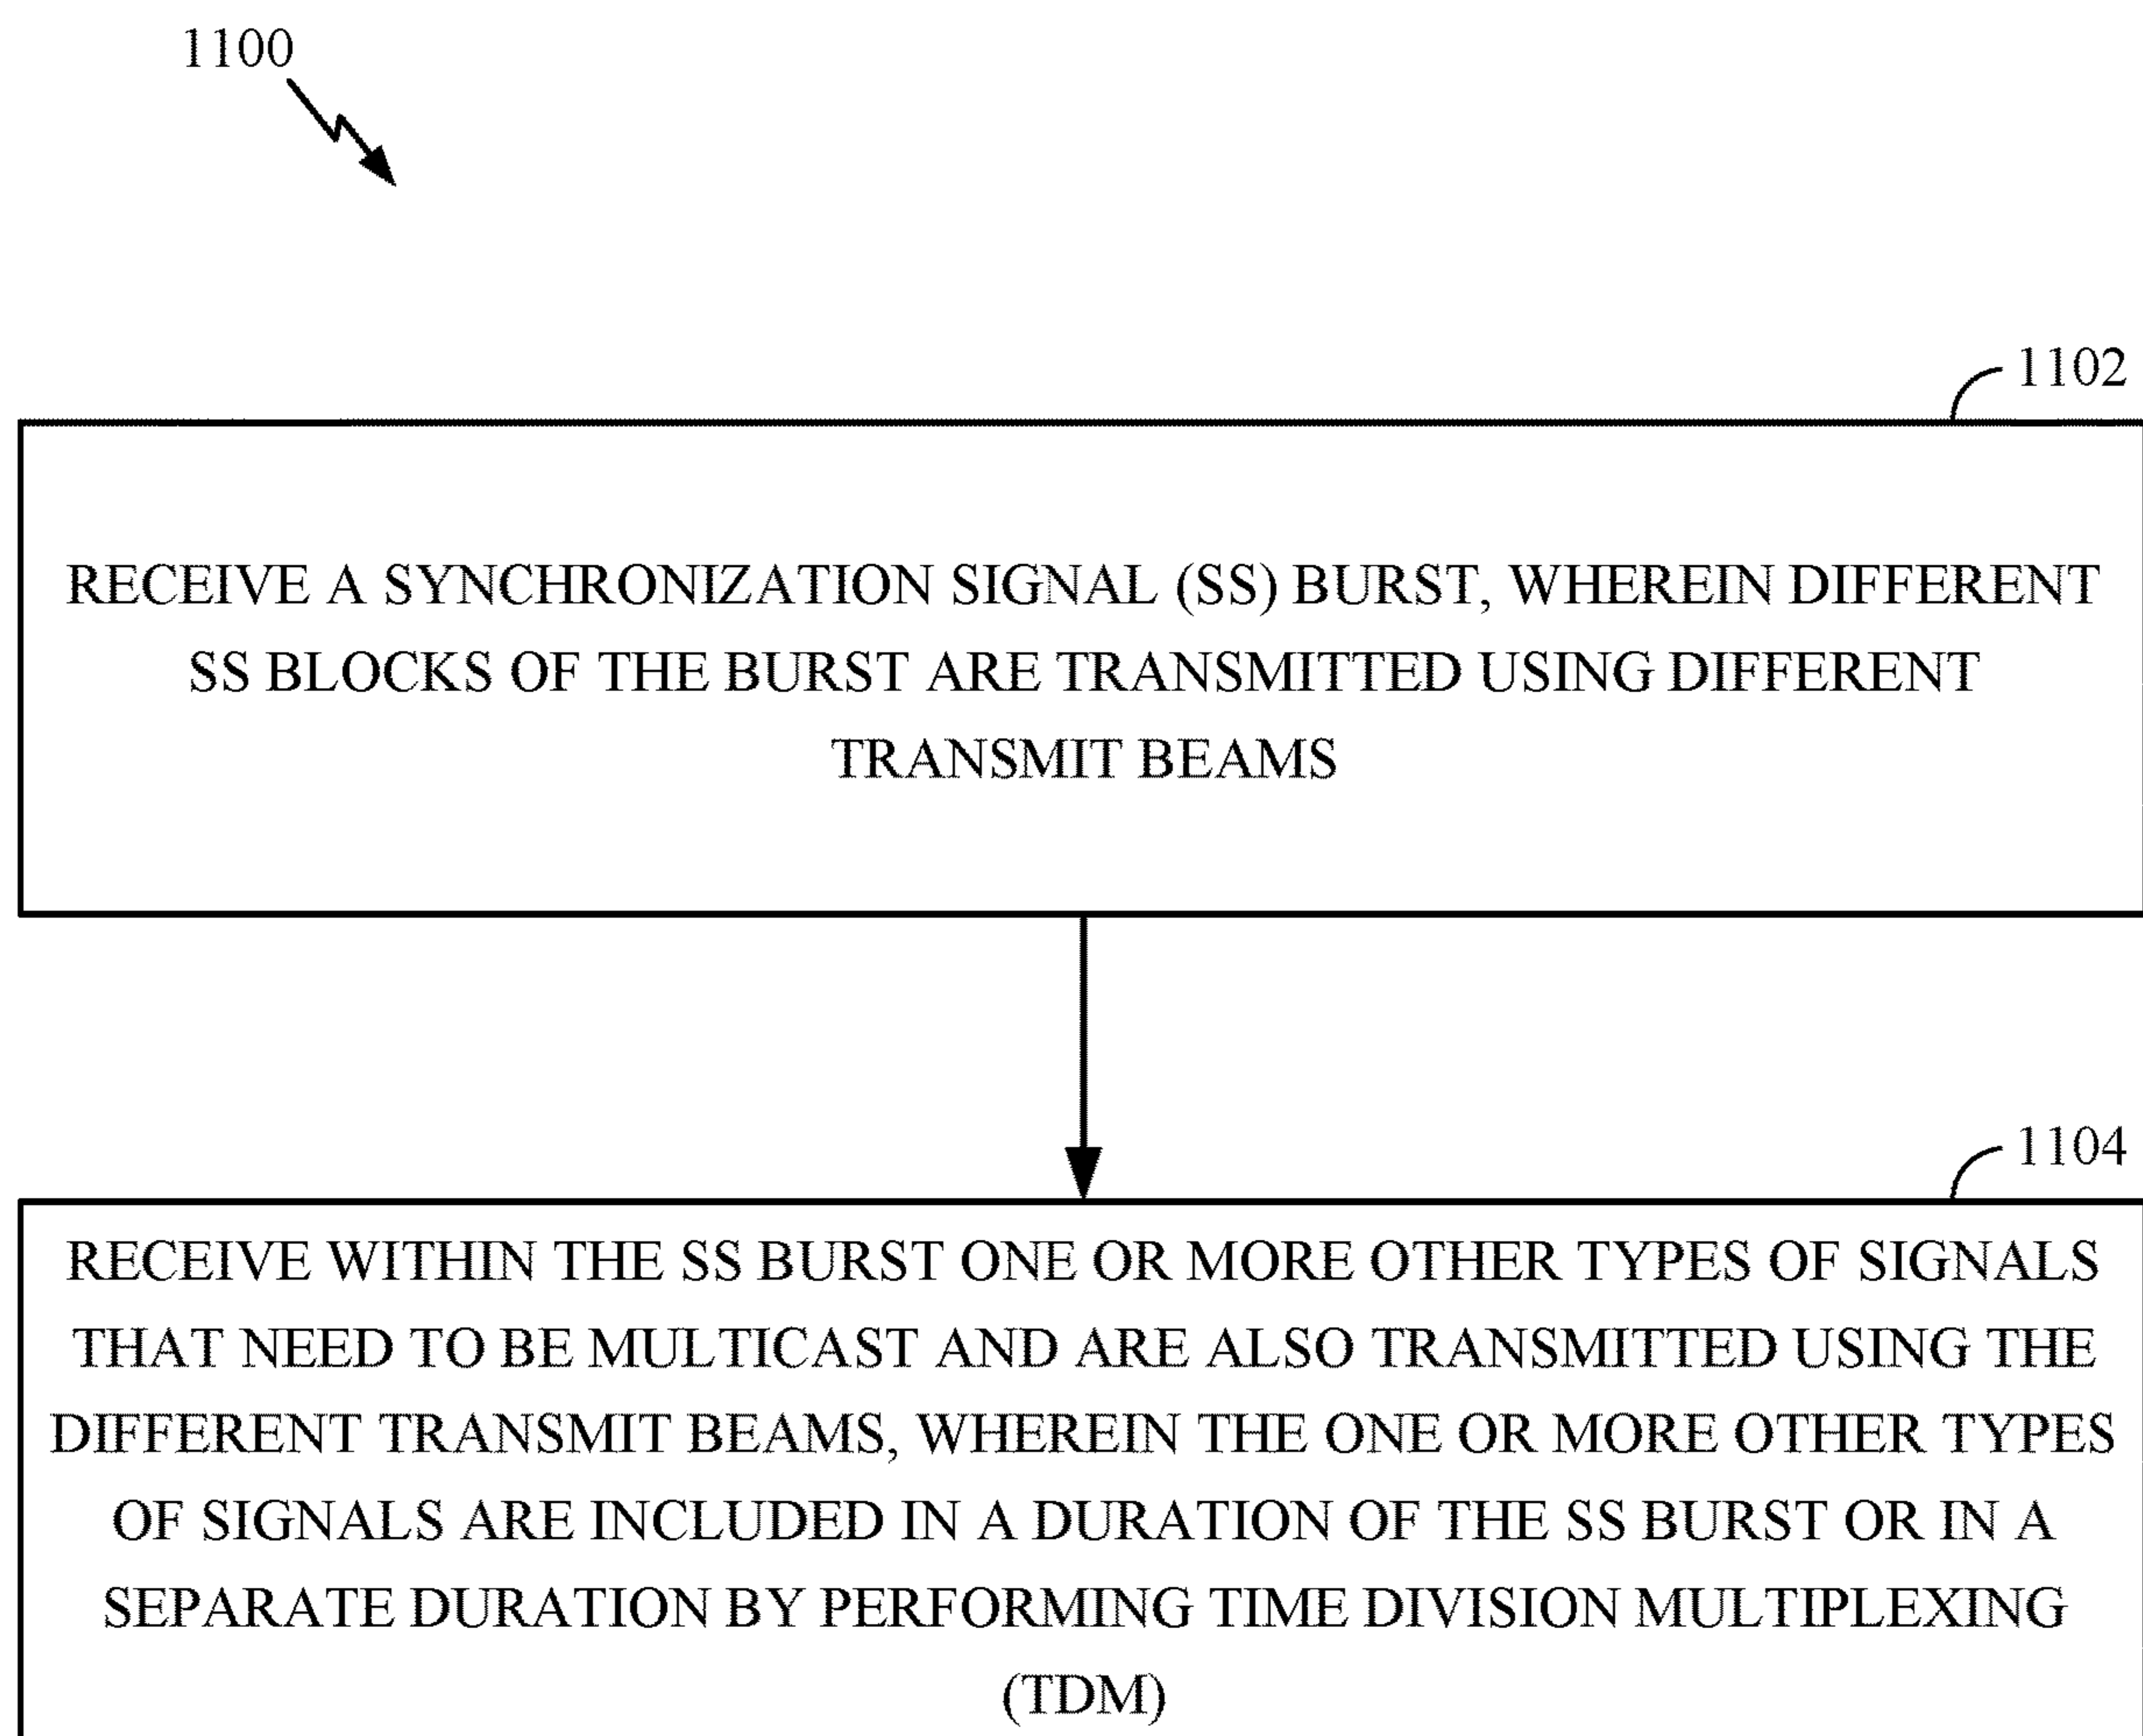 1100
1102
RECEIVE A SYNCHRONIZATION SIGNAL (SS) BURST, WHEREIN DIFFERENT
SS BLOCKS OF THE BURST ARE TRANSMITTED USING DIFFERENT
TRANSMIT BEAMS
1104
RECEIVE WITHIN THE SS BURST ONE OR MORE OTHER TYPES OF SIGNALS
THAT NEED TO BE MULTICAST AND ARE ALSO TRANSMITTED USING THE
DIFFERENT TRANSMIT BEAMS, WHEREIN THE ONE OR MORE OTHER TYPES
OF SIGNALS ARE INCLUDED IN A DURATION OF THE SS BURST OR IN A
SEPARATE DURATION BY PERFORMING TIME DIVISION MULTIPLEXING
(TDM)